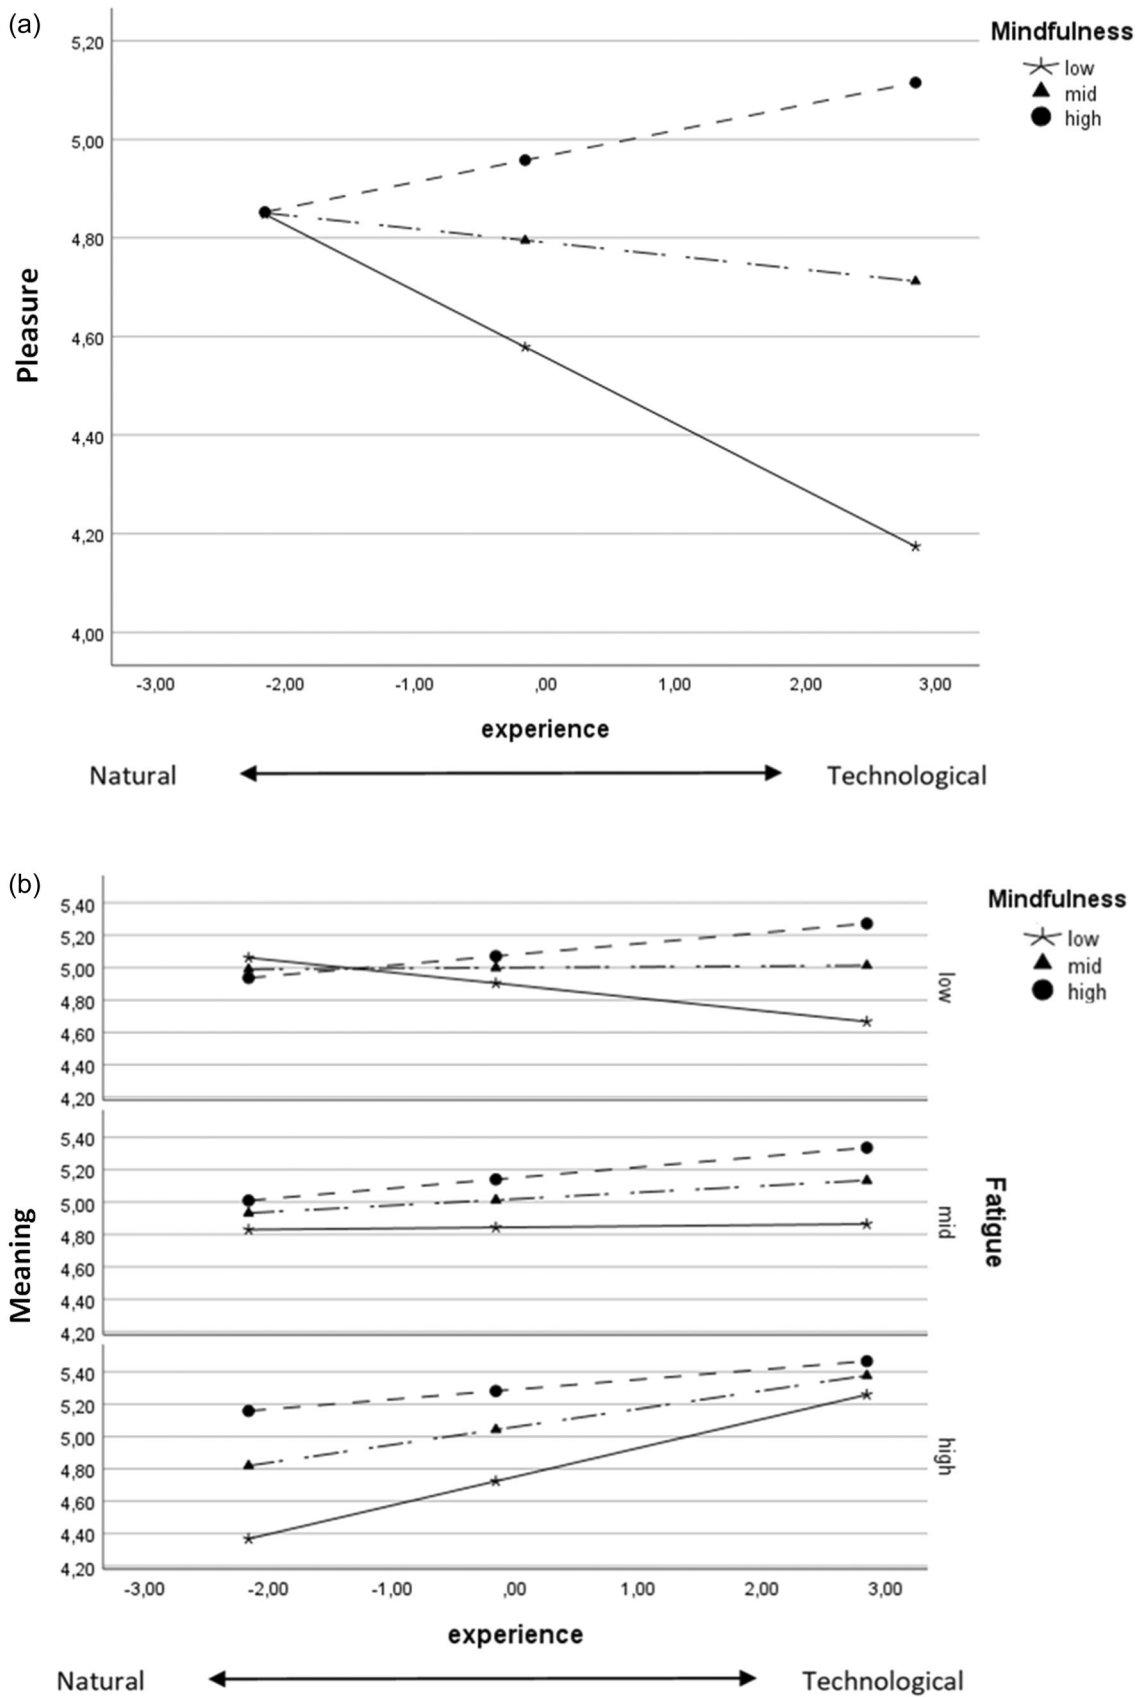 (a)
Mindfulness
low
mid
high
5,20
5,00
4,80
4,60
4,40
4,20
4,00
Pleasure
-3,00 -2,00 -1,00 ,00 1,00 2,00 3,00
experience
Natural Technological
(b)
Mindfulness
low
mid
high
Meaning
5,40
5,20
5,00
4,80
4,60
4,40
4,20
low
5,40
5,20
5,00
4,80
4,60
4,40
4,20
mid
Fatigue
5,40
5,20
5,00
4,80
4,60
4,40
4,20
high
-3,00 -2,00 -1,00 ,00 1,00 2,00 3,00
experience
Natural Technological